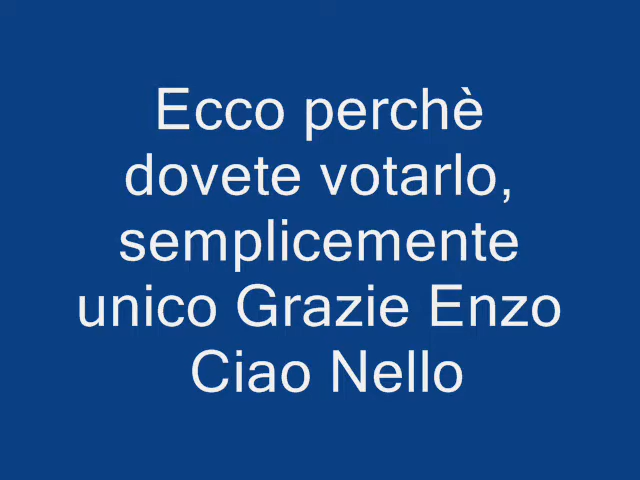 Ecco perchè
dovete votarlo,
semplicemente
unico Grazie Enzo
Ciao Nello